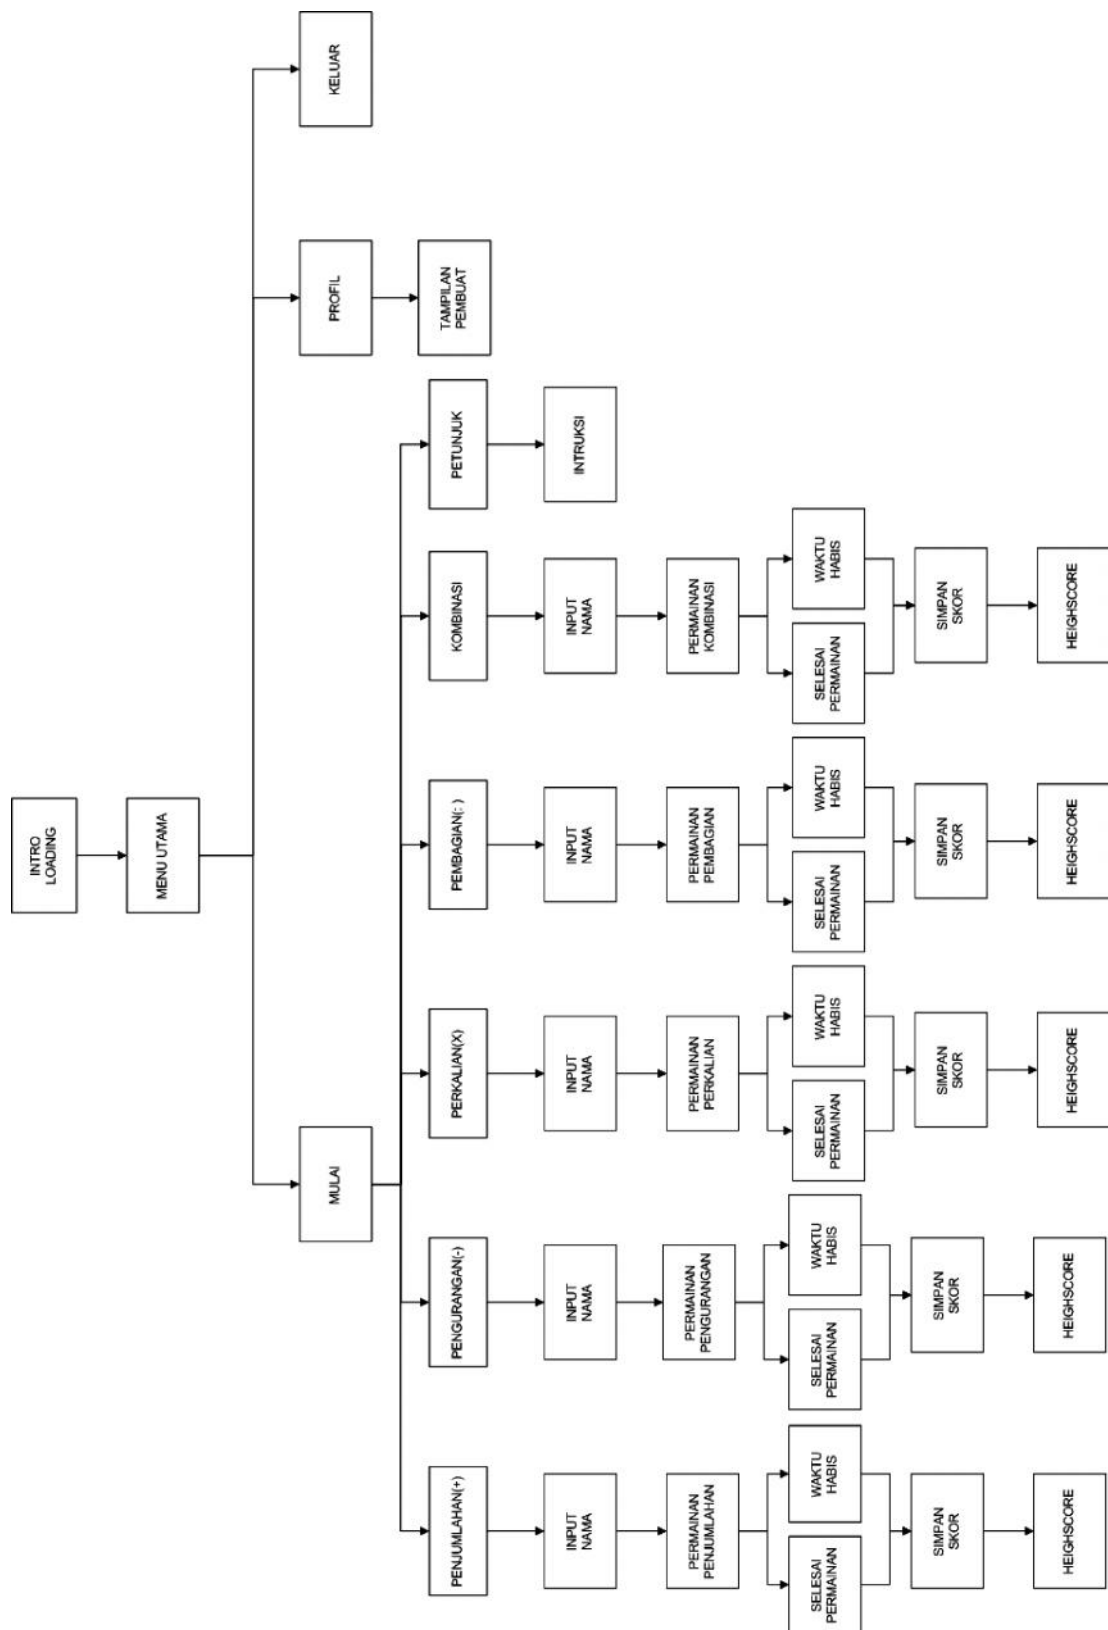 INTRO
LOADING
MENU UTAMA
MULAI
PROFIL
KELUAR
TAMPILAN
PEMBUAT
PENJUMLAHAN(+)
PENGURANGAN(-)
PERKALIAN(X)
PEMBAGIAN(: )
KOMBINASI
PETUNJUK
INPUT
NAMA
INPUT
NAMA
INPUT
NAMA
INPUT
NAMA
INPUT
NAMA
INTRUKSI
PERMAINAN
PENJUMLAHAN
PERMAINAN
PENGURANGAN
PERMAINAN
PERKALIAN
PERMAINAN
PEMBAGIAN
PERMAINAN
KOMBINASI
SELESAI
PERMAINAN
WAKTU
HABIS
SELESAI
PERMAINAN
WAKTU
HABIS
SELESAI
PERMAINAN
WAKTU
HABIS
SELESAI
PERMAINAN
WAKTU
HABIS
SELESAI
PERMAINAN
WAKTU
HABIS
SIMPAN
SKOR
SIMPAN
SKOR
SIMPAN
SKOR
SIMPAN
SKOR
SIMPAN
SKOR
HEIGHSCORE
HEIGHSCORE
HEIGHSCORE
HEIGHSCORE
HEIGHSCORE